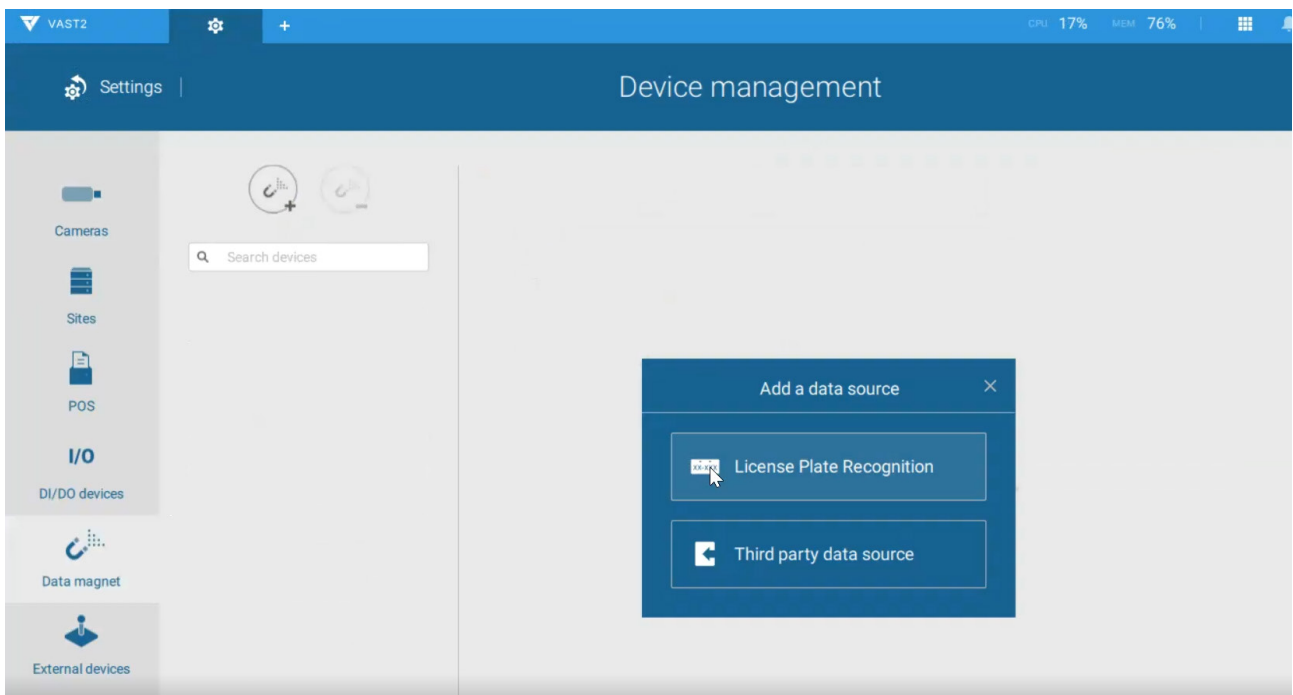 VAST2
+
CPU 17% MEM 76%
Settings
Device management
Cameras
Search devices
Sites
POS
Add a data source
License Plate Recognition
I/O
DI/DO devices
Third party data source
Data magnet
External devices